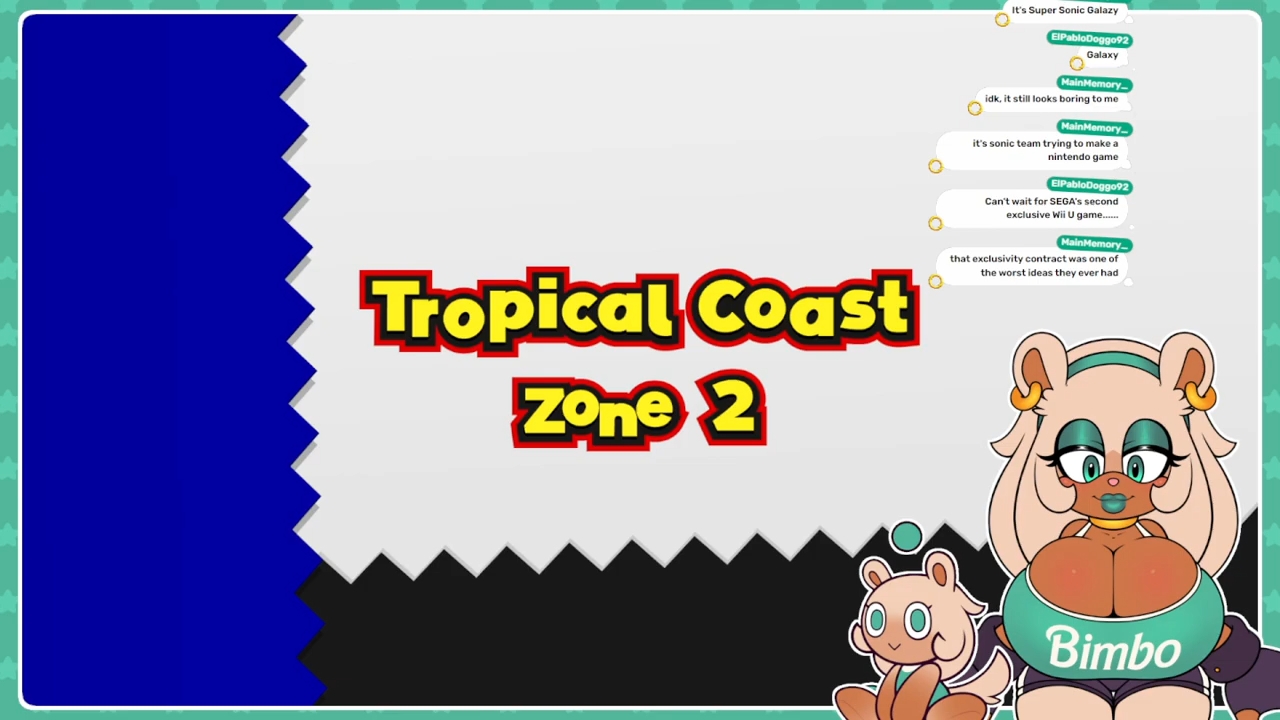 It's Super Sonic Galazy
ElPabloDoggo92
Galaxy
MainMemory_
idk, it still looks boring to me
MainMemory_
it's sonic team trying to make a
nintendo game
ElPabloDoggo92
Can't wait for SEGA's second
exclusive Wii U game......
MainMemory_
that exclusivity contract was one of
the worst ideas they ever had
Tropical Coast
Zone 2
Bimbo